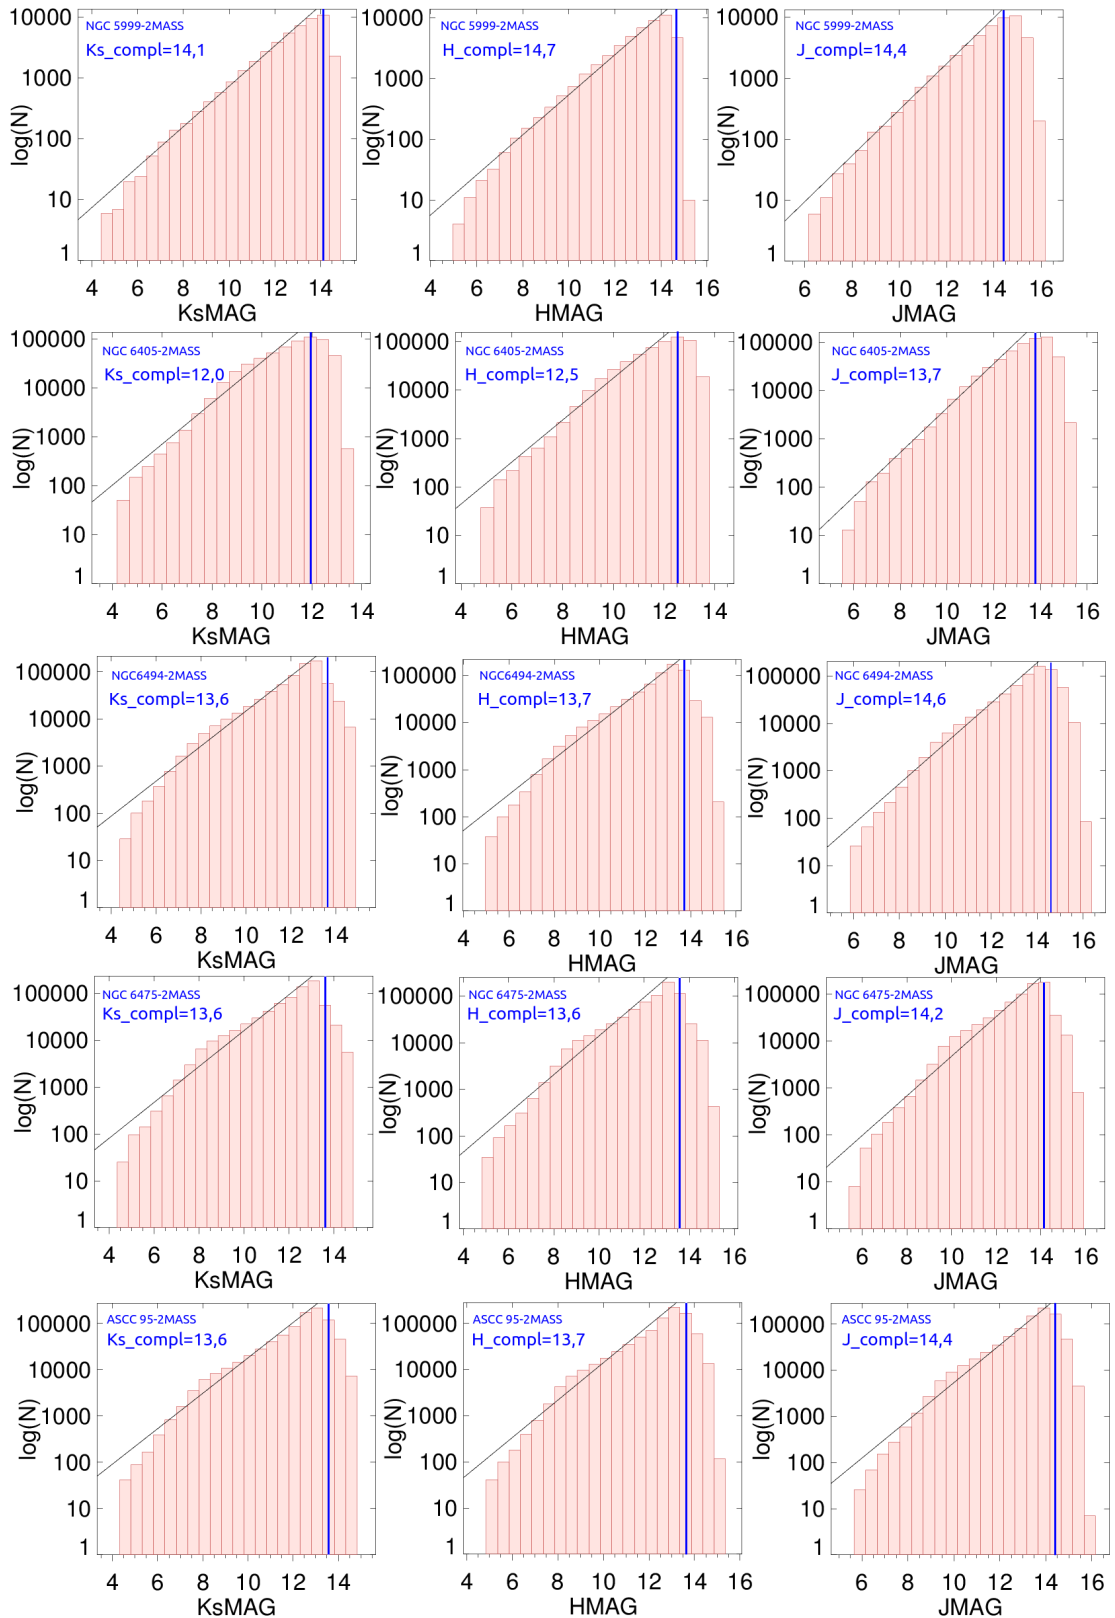 NGC 5999-2MASS
Ks_compl=14,1
10000
1000
100
10
1
log(N)
4 6 8 10 12 14
KsMAG
NGC 5999-2MASS
H_compl=14,7
10000
1000
100
10
1
log(N)
4 6 8 10 12 14 16
HMAG
NGC 5999-2MASS
J_compl=14,4
10000
1000
100
10
1
log(N)
6 8 10 12 14 16
JMAG
NGC 6405-2MASS
Ks_compl=12,0
100000
10000
1000
100
10
1
log(N)
4 6 8 10 12 14
KsMAG
NGC 6405-2MASS
H_compl=12,5
100000
10000
1000
100
10
1
log(N)
4 6 8 10 12 14
HMAG
NGC 6405-2MASS
J_compl=13,7
100000
10000
1000
100
10
1
log(N)
6 8 10 12 14 16
JMAG
NGC6494-2MASS
Ks_compl=13,6
100000
10000
1000
100
10
1
log(N)
4 6 8 10 12 14
KsMAG
NGC6494-2MASS
H_compl=13,7
100000
10000
1000
100
10
1
log(N)
4 6 8 10 12 14 16
HMAG
NGC 6494-2MASS
J_compl=14,6
100000
10000
1000
100
10
1
log(N)
6 8 10 12 14 16
JMAG
NGC 6475-2MASS
Ks_compl=13,6
100000
10000
1000
100
10
1
log(N)
4 6 8 10 12 14
KsMAG
NGC 6475-2MASS
H_compl=13,6
100000
10000
1000
100
10
1
log(N)
4 6 8 10 12 14 16
HMAG
NGC 6475-2MASS
J_compl=14,2
100000
10000
1000
100
10
1
log(N)
6 8 10 12 14 16
JMAG
ASCC 95-2MASS
Ks_compl=13,6
100000
10000
1000
100
10
1
log(N)
4 6 8 10 12 14
KsMAG
ASCC 95-2MASS
H_compl=13,7
100000
10000
1000
100
10
1
log(N)
4 6 8 10 12 14 16
HMAG
ASCC 95-2MASS
J_compl=14,4
100000
10000
1000
100
10
1
log(N)
6 8 10 12 14 16
JMAG